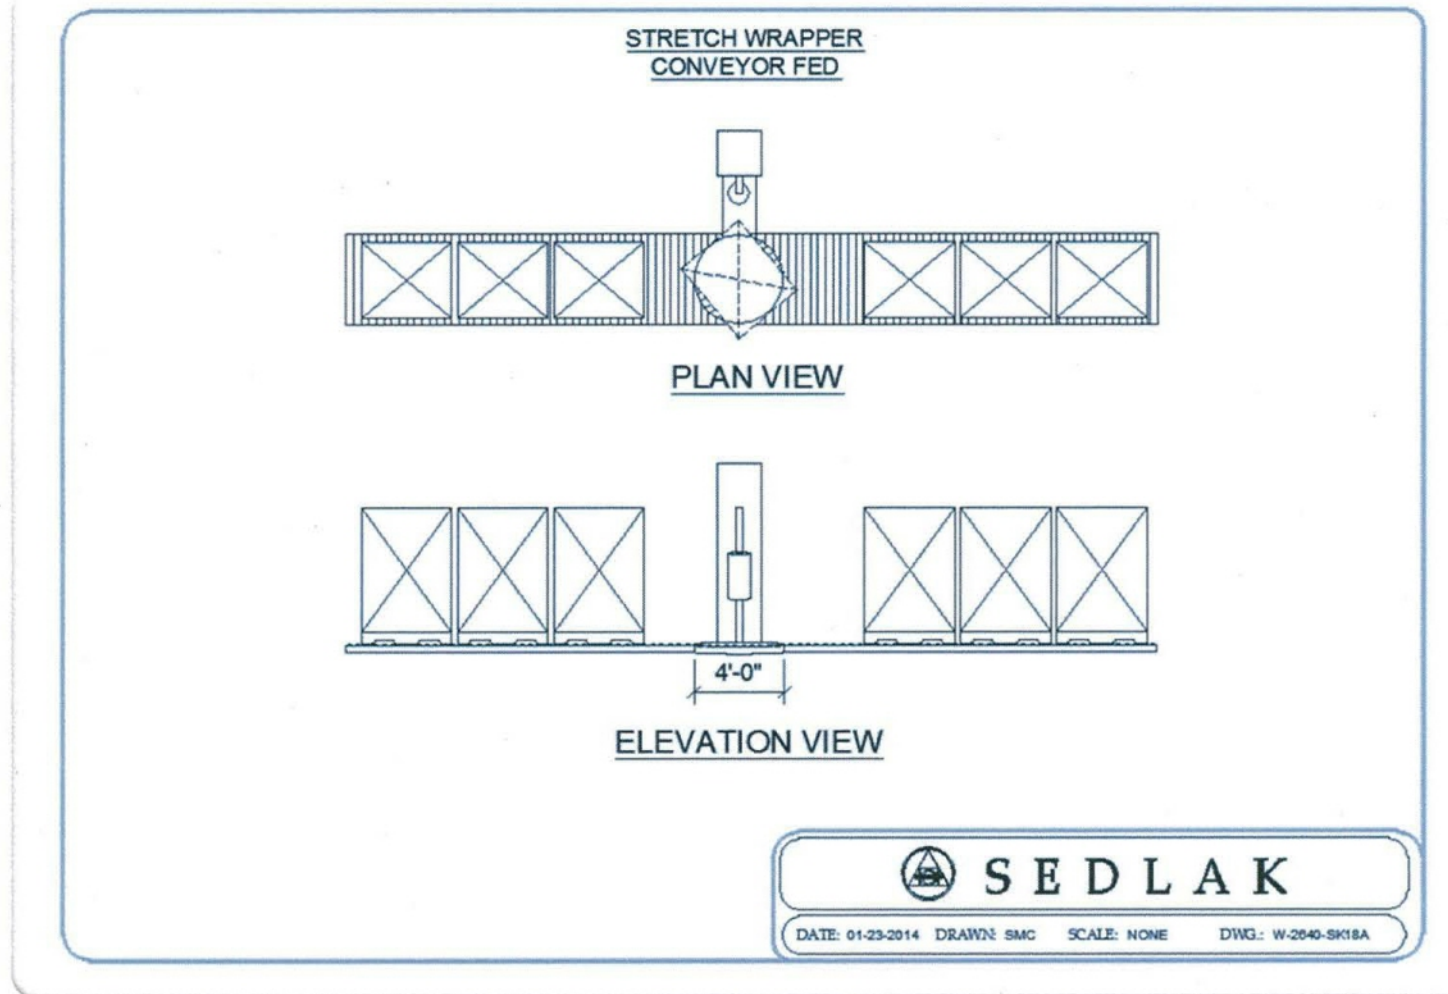 STRETCH WRAPPER
CONVEYOR FED
PLAN VIEW
4'-0"
ELEVATION VIEW
SEDLAK
DATE: 01-23-2014 DRAWN: SMC SCALE: NONE DWG.: W-2640-SK18A